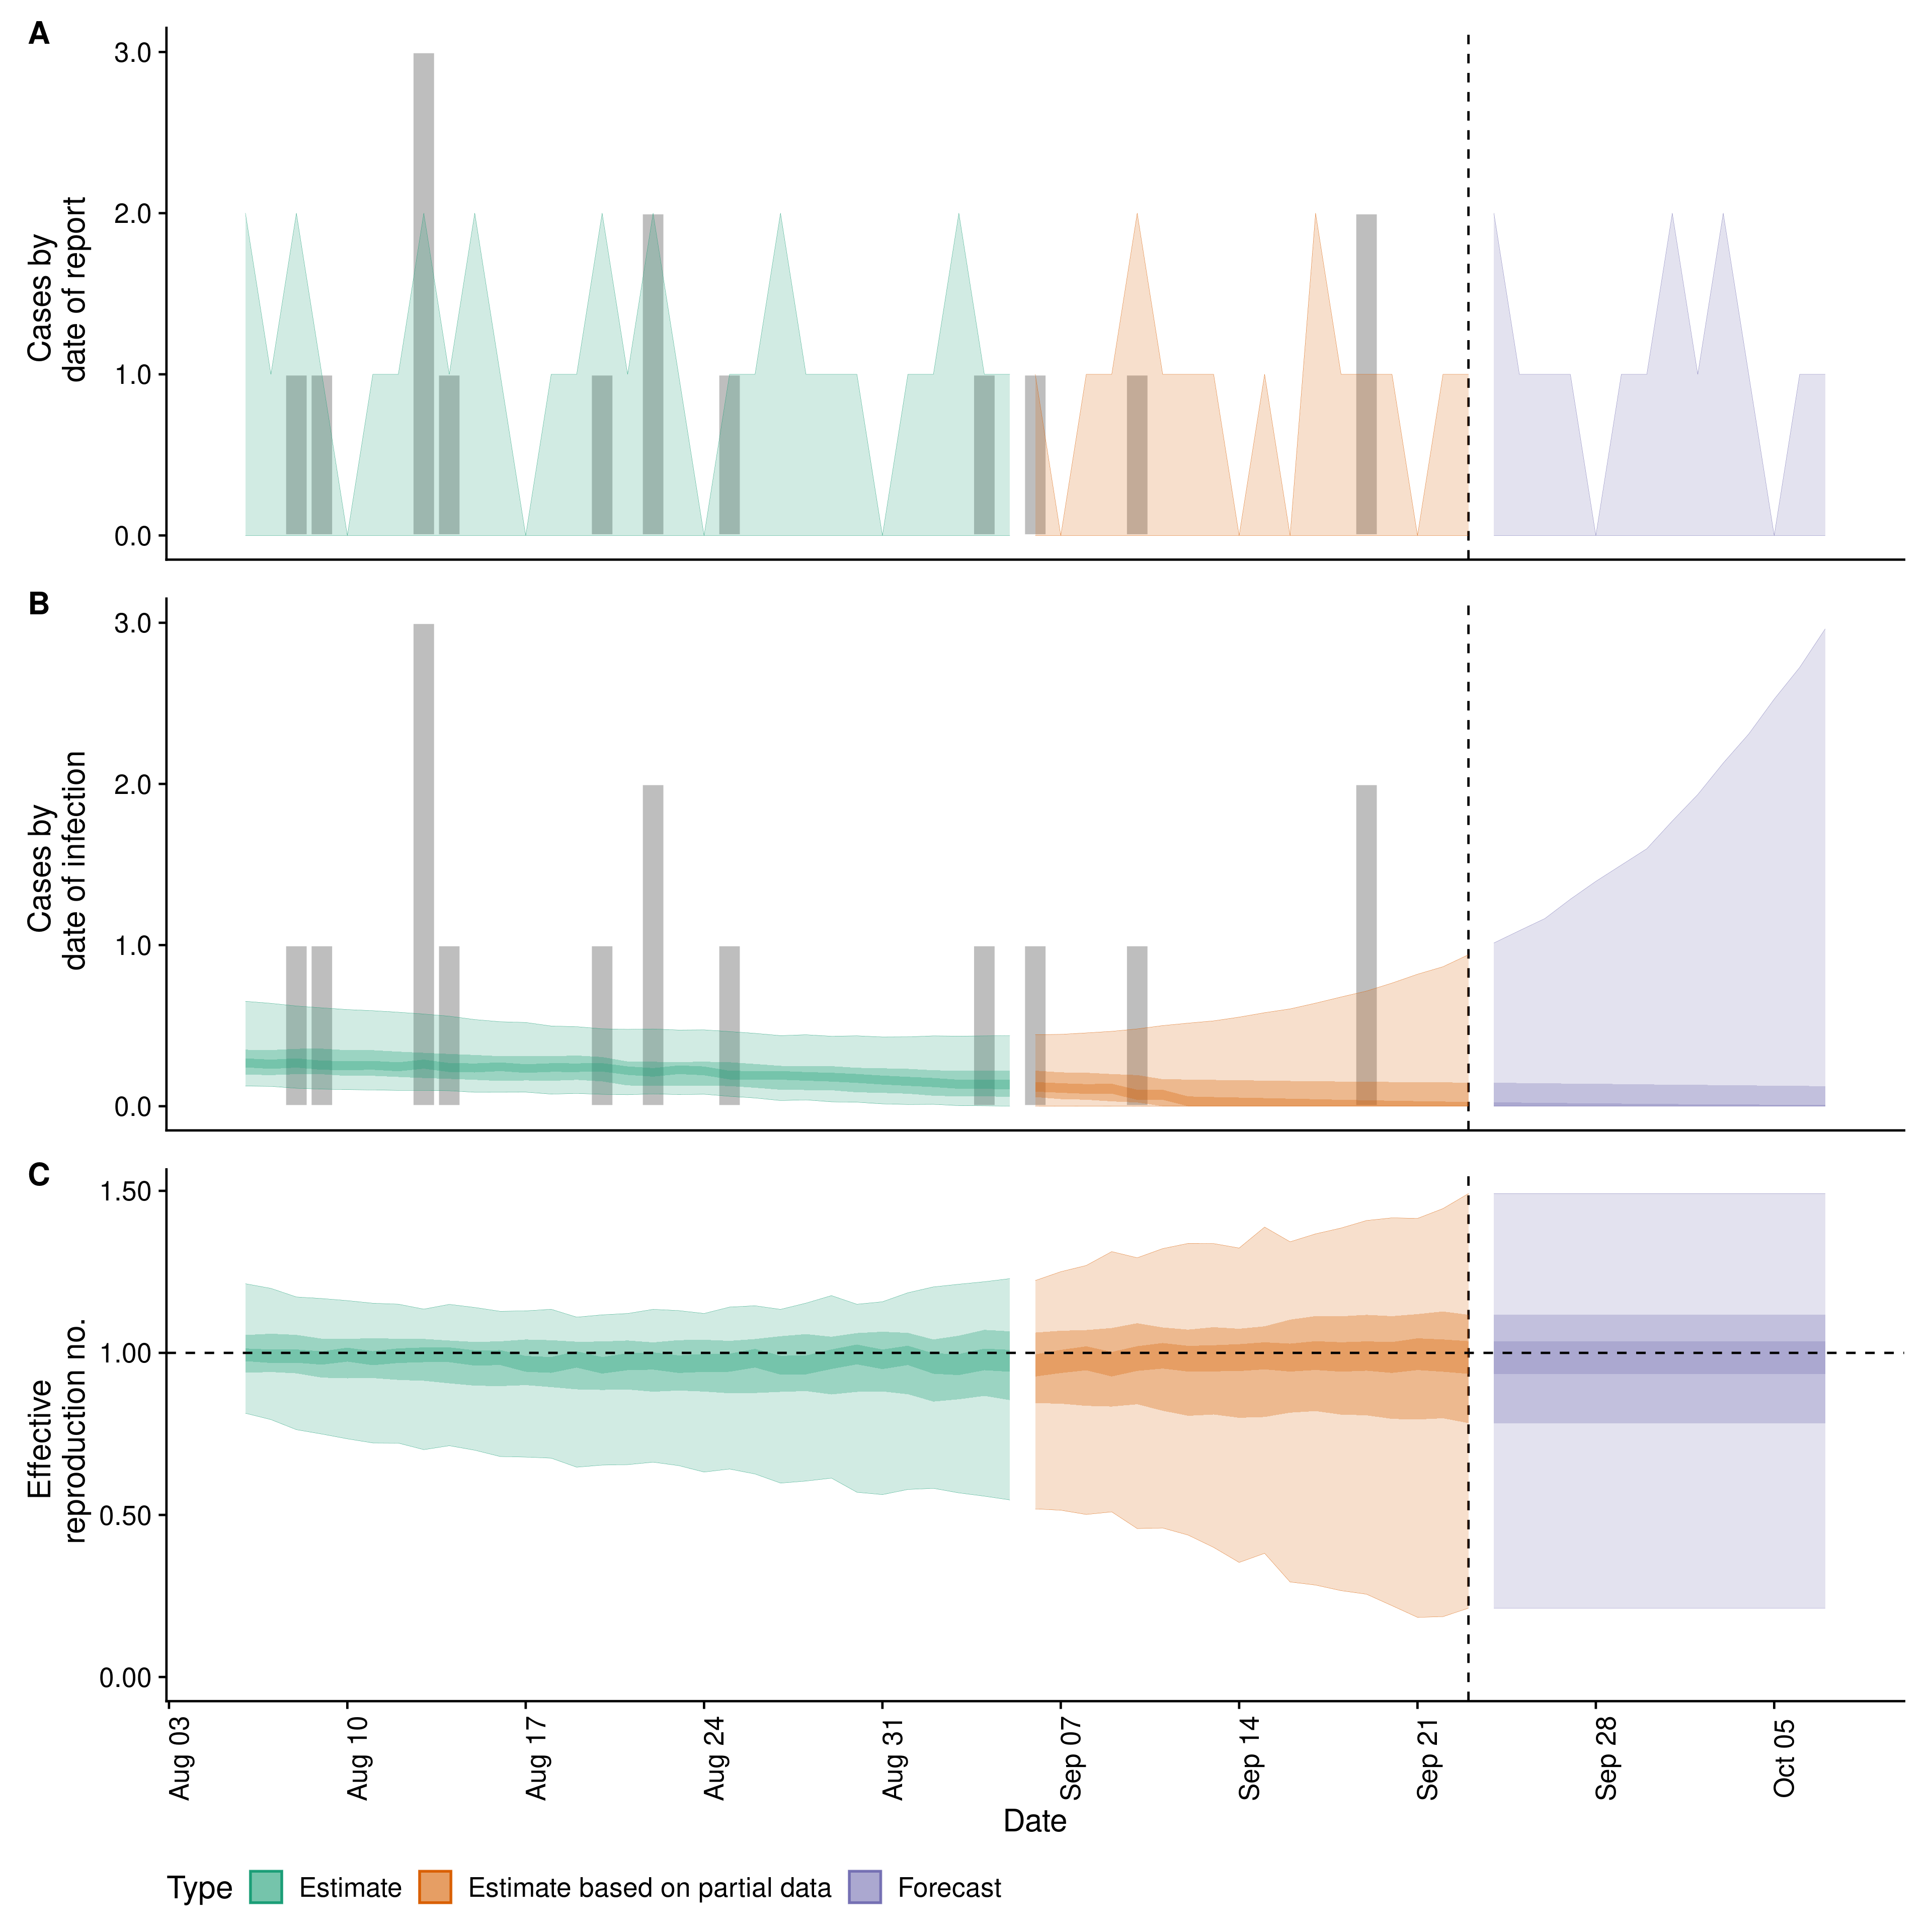 A
Cases by
date of report
3.0
2.0
1.0
0.0
B
Cases by
date of infection
3.0
2.0
1.0
0.0
C
Effective
reproduction no.
1.50
1.00
0.50
0.00
Aug 03
Aug 10
Aug 17
Aug 24
Aug 31
Sep 07
Sep 14
Sep 21
Sep 28
Oct 05
Date
Type Estimate Estimate based on partial data Forecast